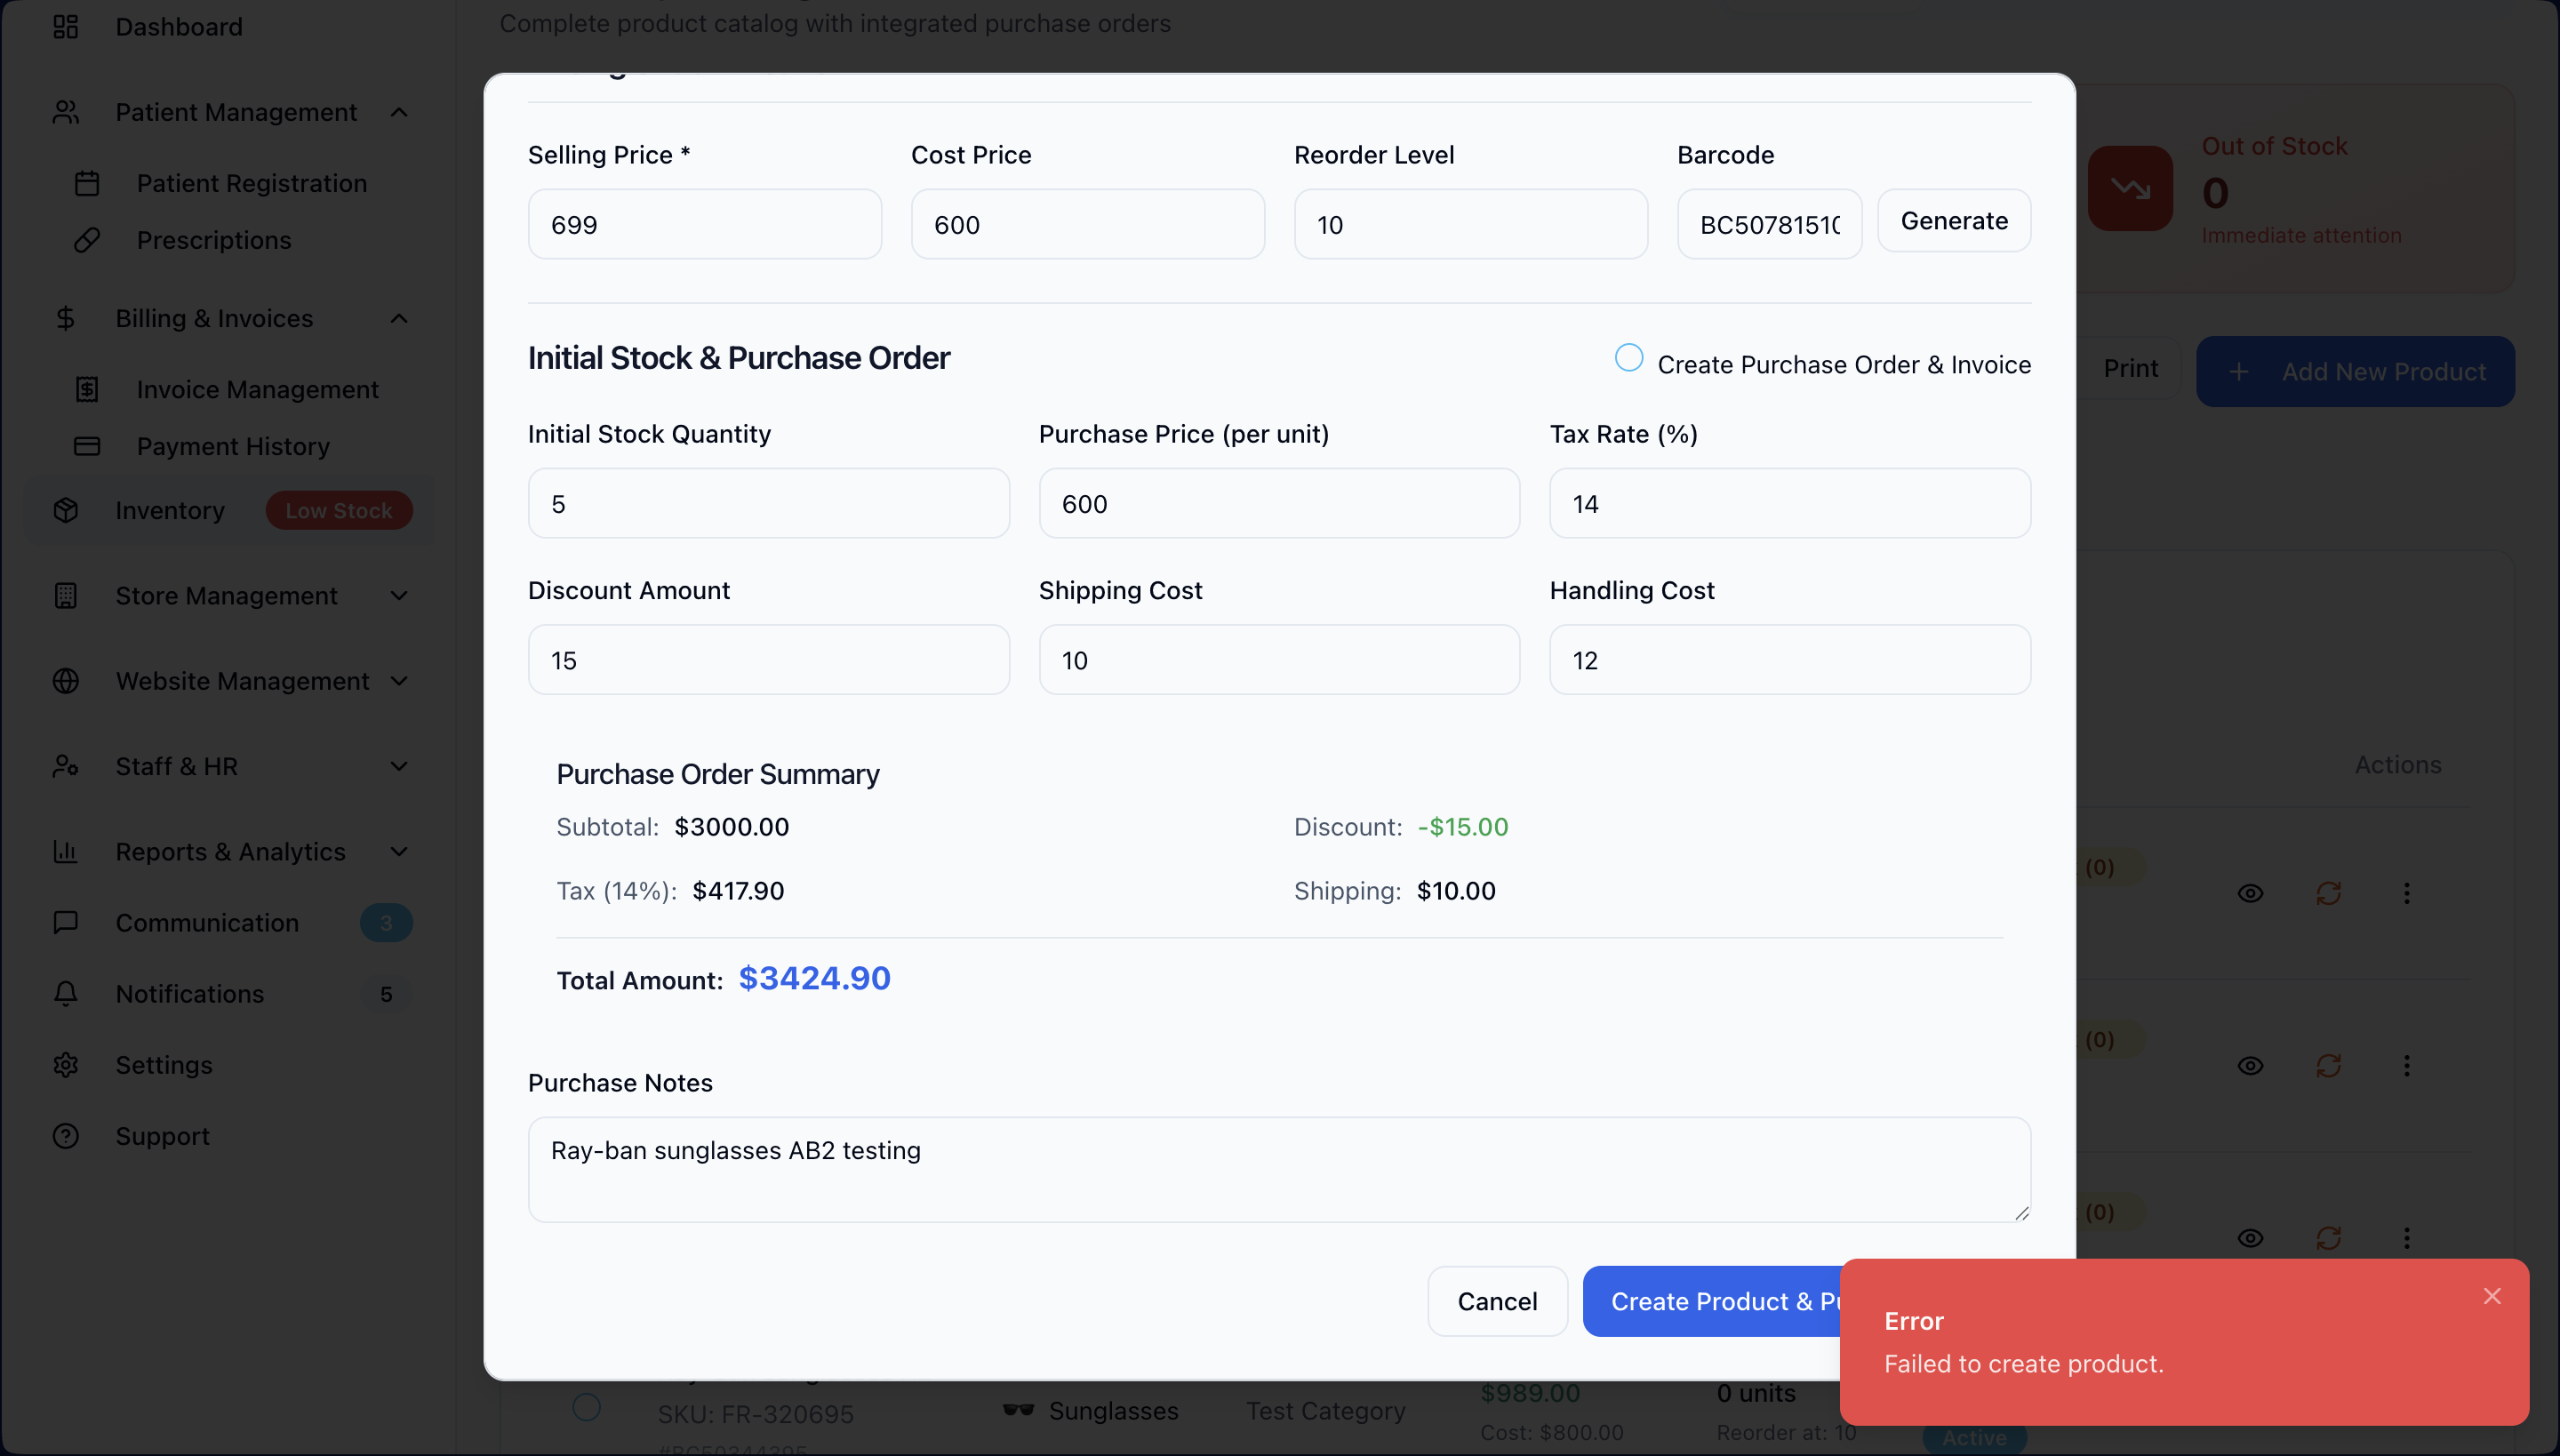 Dashboard
Complete product catalog with integrated purchase orders
Patient Management
Patient Registration
Prescriptions
Billing & Invoices
Invoice Management
Payment History
Inventory
Low Stock
Store Management
Website Management
Staff & HR
Reports & Analytics
Communication
3
Notifications
5
Settings
Support
Selling Price *
Cost Price
Reorder Level
Barcode
699
600
10
BC50781510
Generate
Initial Stock & Purchase Order
Create Purchase Order & Invoice
Initial Stock Quantity
Purchase Price (per unit)
Tax Rate (%)
5
600
14
Discount Amount
Shipping Cost
Handling Cost
15
10
12
Purchase Order Summary
Subtotal: $3000.00
Discount: -$15.00
Tax (14%): $417.90
Shipping: $10.00
Total Amount: $3424.90
Purchase Notes
Ray-ban sunglasses AB2 testing
Cancel
Create Product &
Out of Stock
0
Immediate attention
Print
Add New Product
Actions
(0)
(0)
(0)
SKU: FR-320695
#BC50344395
Sunglasses
Test Category
$989.00
Cost: $800.00
0 units
Reorder at: 10
Active
Error
Failed to create product.